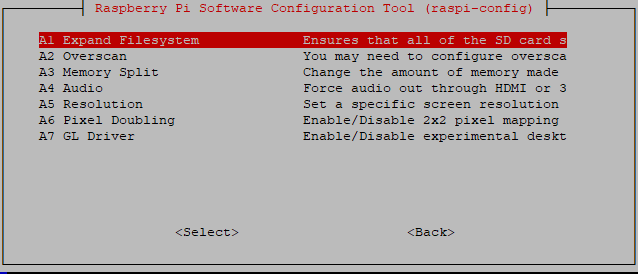 Raspberry Pi Software Configuration Tool (raspi-config)
A1 Expand Filesystem Ensures that all of the SD card s
A2 Overscan You may need to configure oversca
A3 Memory Split Change the amount of memory made
A4 Audio Force audio out through HDMI or 3
A5 Resolution Set a specific screen resolution
A6 Pixel Doubling Enable/Disable 2x2 pixel mapping
A7 GL Driver Enable/Disable experimental deskt
<Select> <Back>